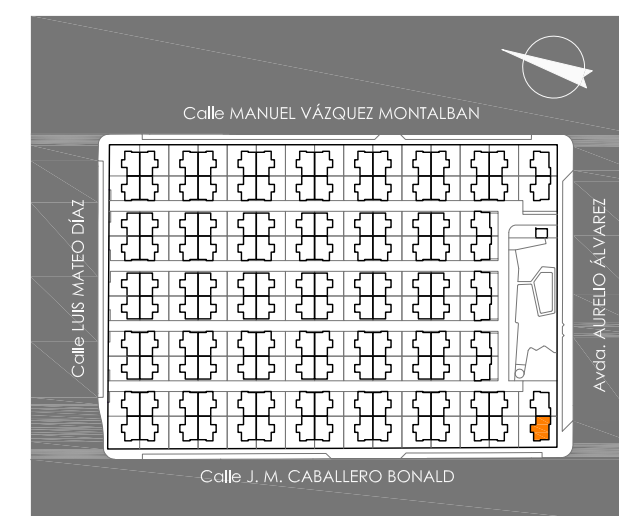 Calle MANUEL VÁZQUEZ MONTALBAN
Calle LUIS MATEO DÍAZ
Avda. AURELIO ÁLVAREZ
Calle J. M. CABALLERO BONALD